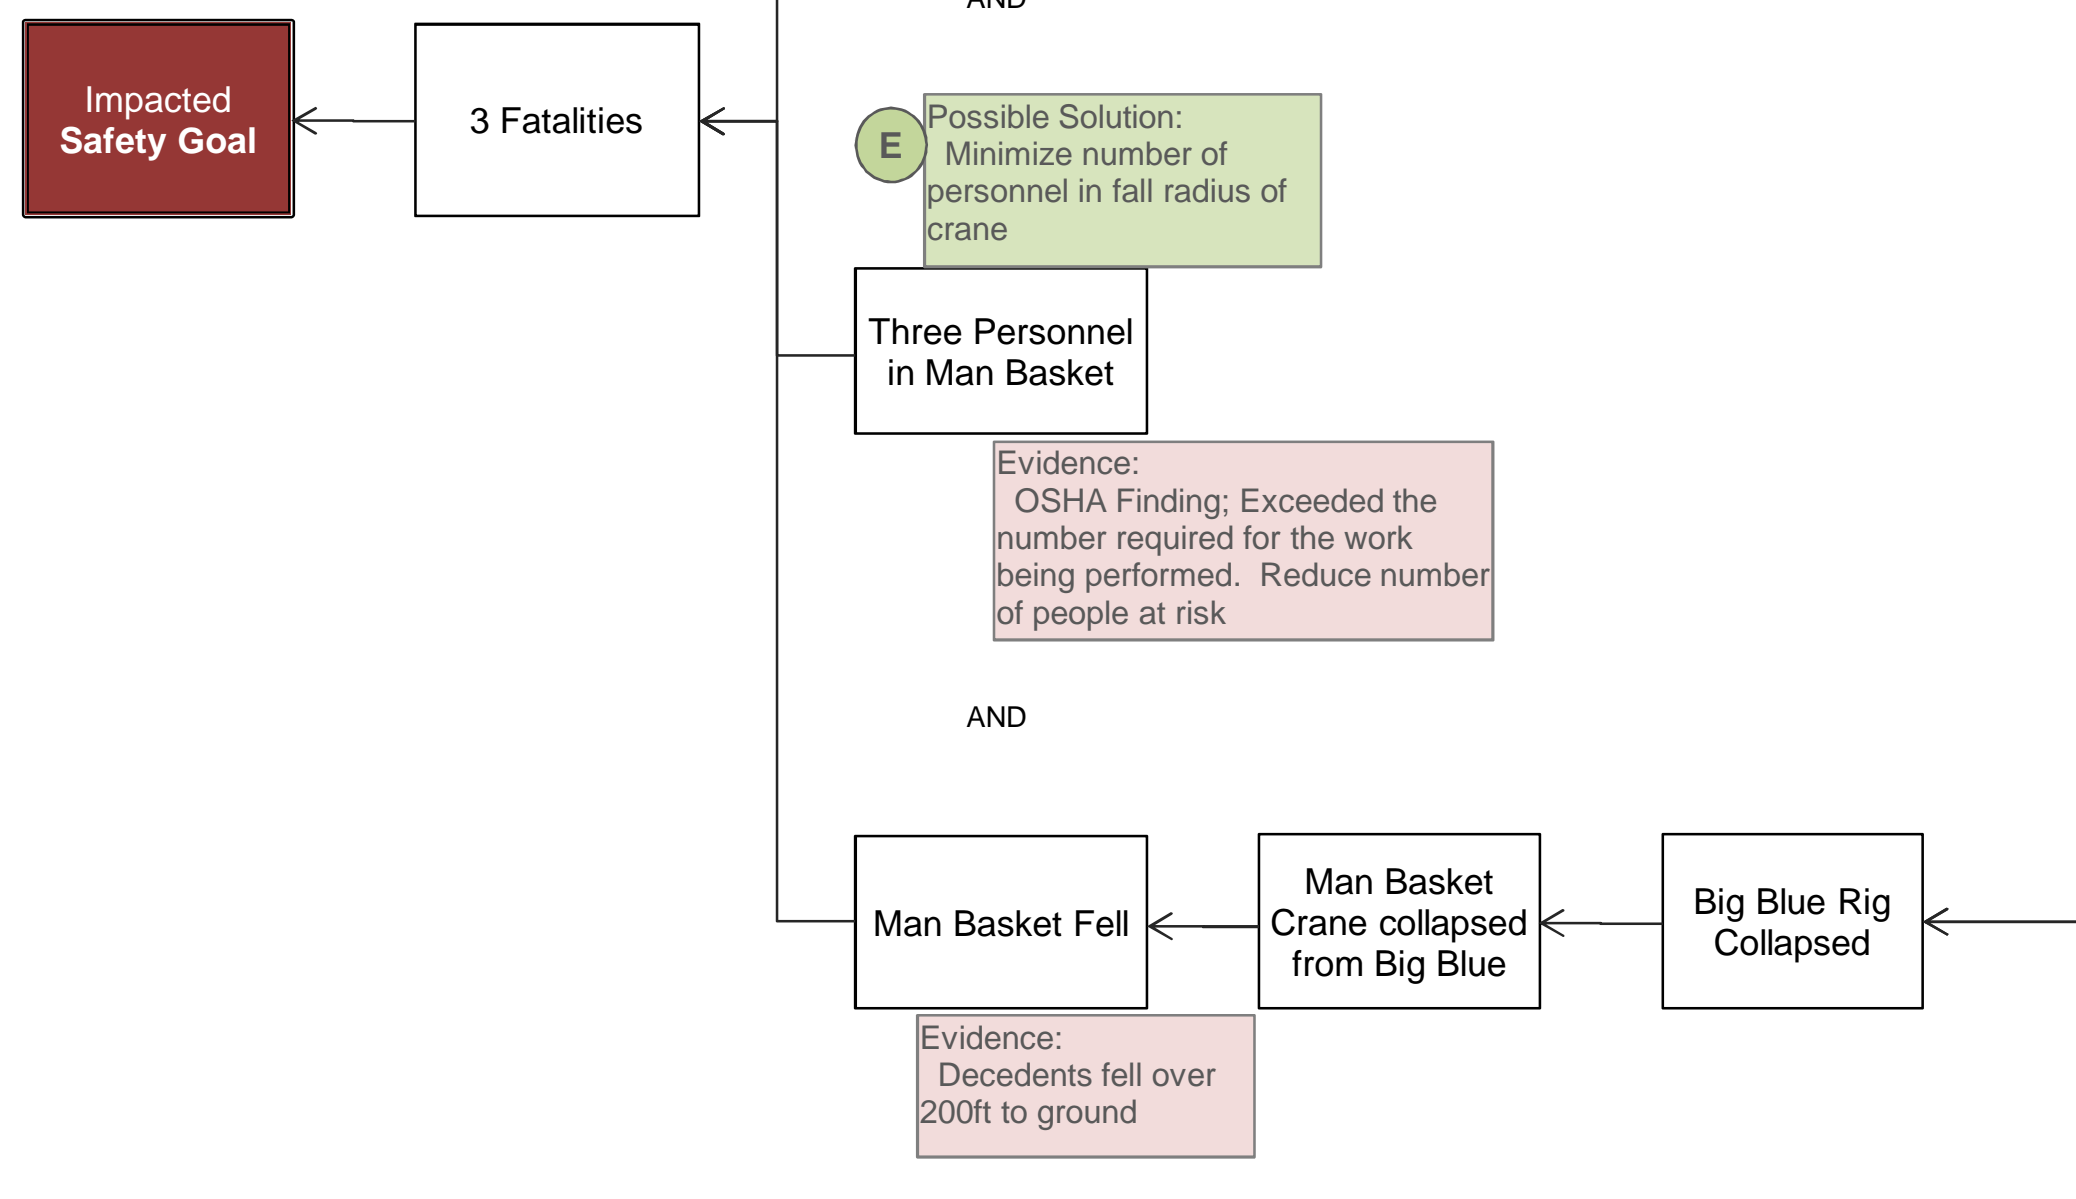 AND
Impacted
Safety Goal
3 Fatalities
E
Possible Solution:
Minimize number of
personnel in fall radius of
crane
Three Personnel
in Man Basket
Evidence:
OSHA Finding; Exceeded the
number required for the work
being performed.  Reduce number
of people at risk
AND
Man Basket Fell
Man Basket
Crane collapsed
from Big Blue
Big Blue Rig
Collapsed
Evidence:
Decedents fell over
200ft to ground